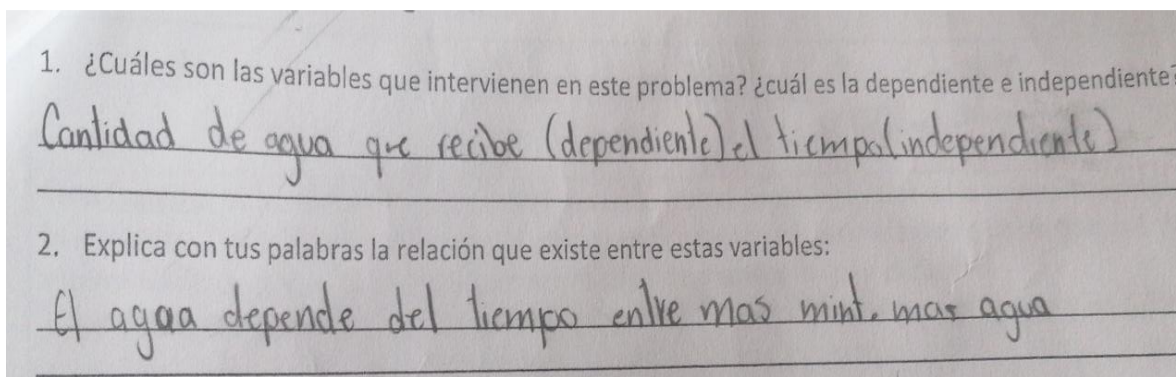 1. ¿Cuáles son las variables que intervienen en este problema? ¿cuál es la dependiente e independiente?
Cantidad de agua que recibe (dependiente) el tiempo(independiente)
2. Explica con tus palabras la relación que existe entre estas variables:
El agua depende del tiempo entre mas mint. mas agua